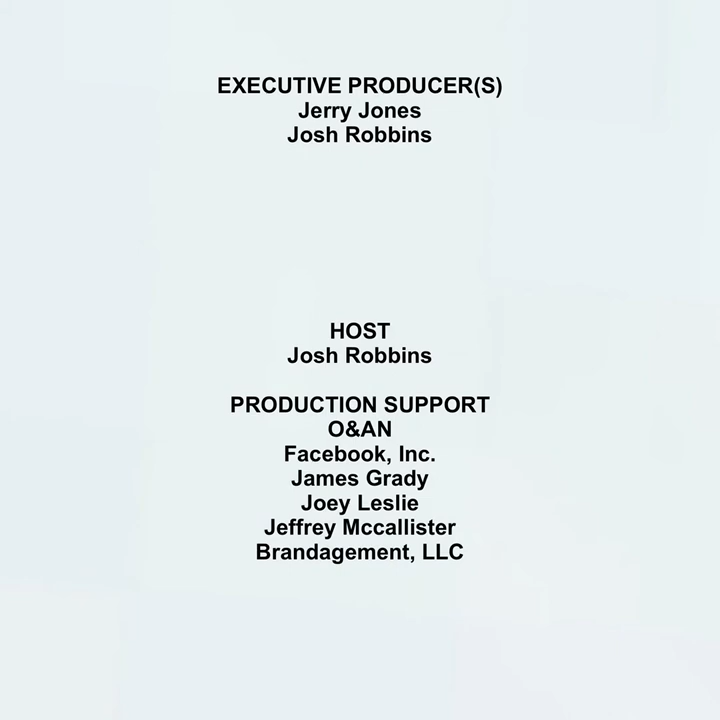 EXECUTIVE PRODUCER(S)
Jerry Jones
Josh Robbins
HOST
Josh Robbins
PRODUCTION SUPPORT
O&AN
Facebook, Inc.
James Grady
Joey Leslie
Jeffrey Mccallister
Brandagement, LLC